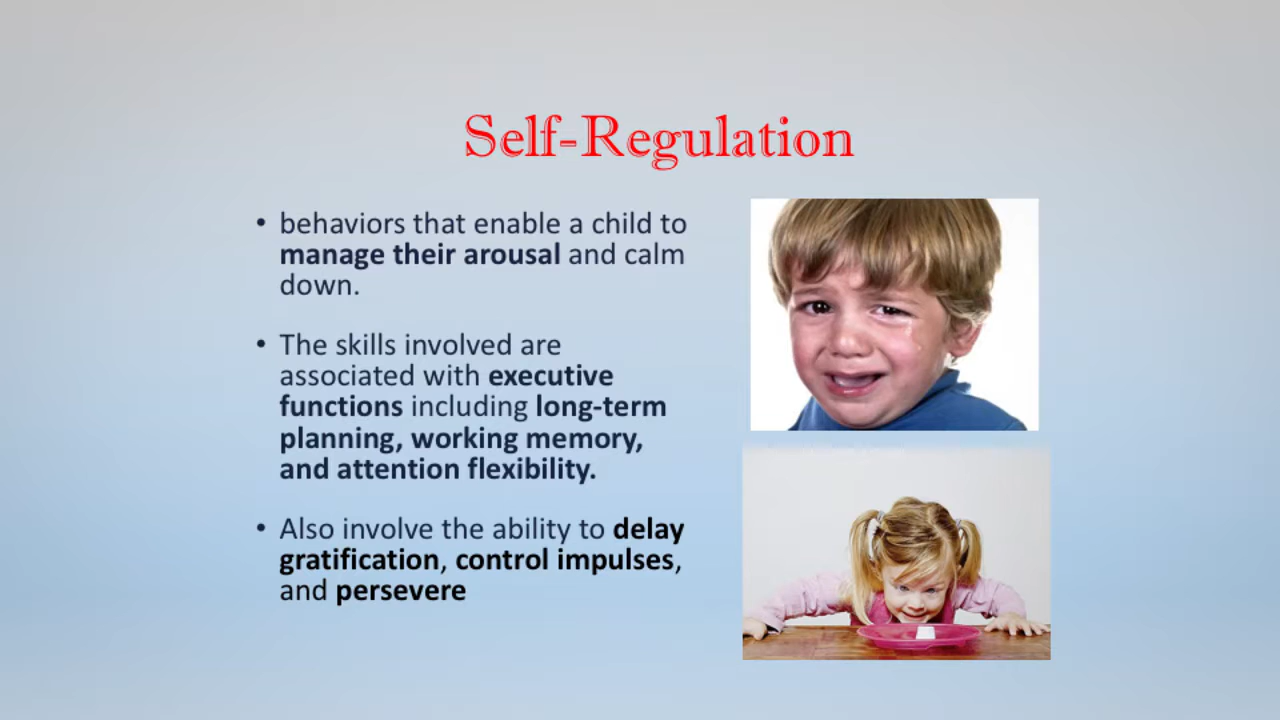 Self-Regulation
• behaviors that enable a child to
manage their arousal and calm
down.
• The skills involved are
associated with executive
functions including long-term
planning, working memory,
and attention flexibility.
• Also involve the ability to delay
gratification, control impulses,
and persevere